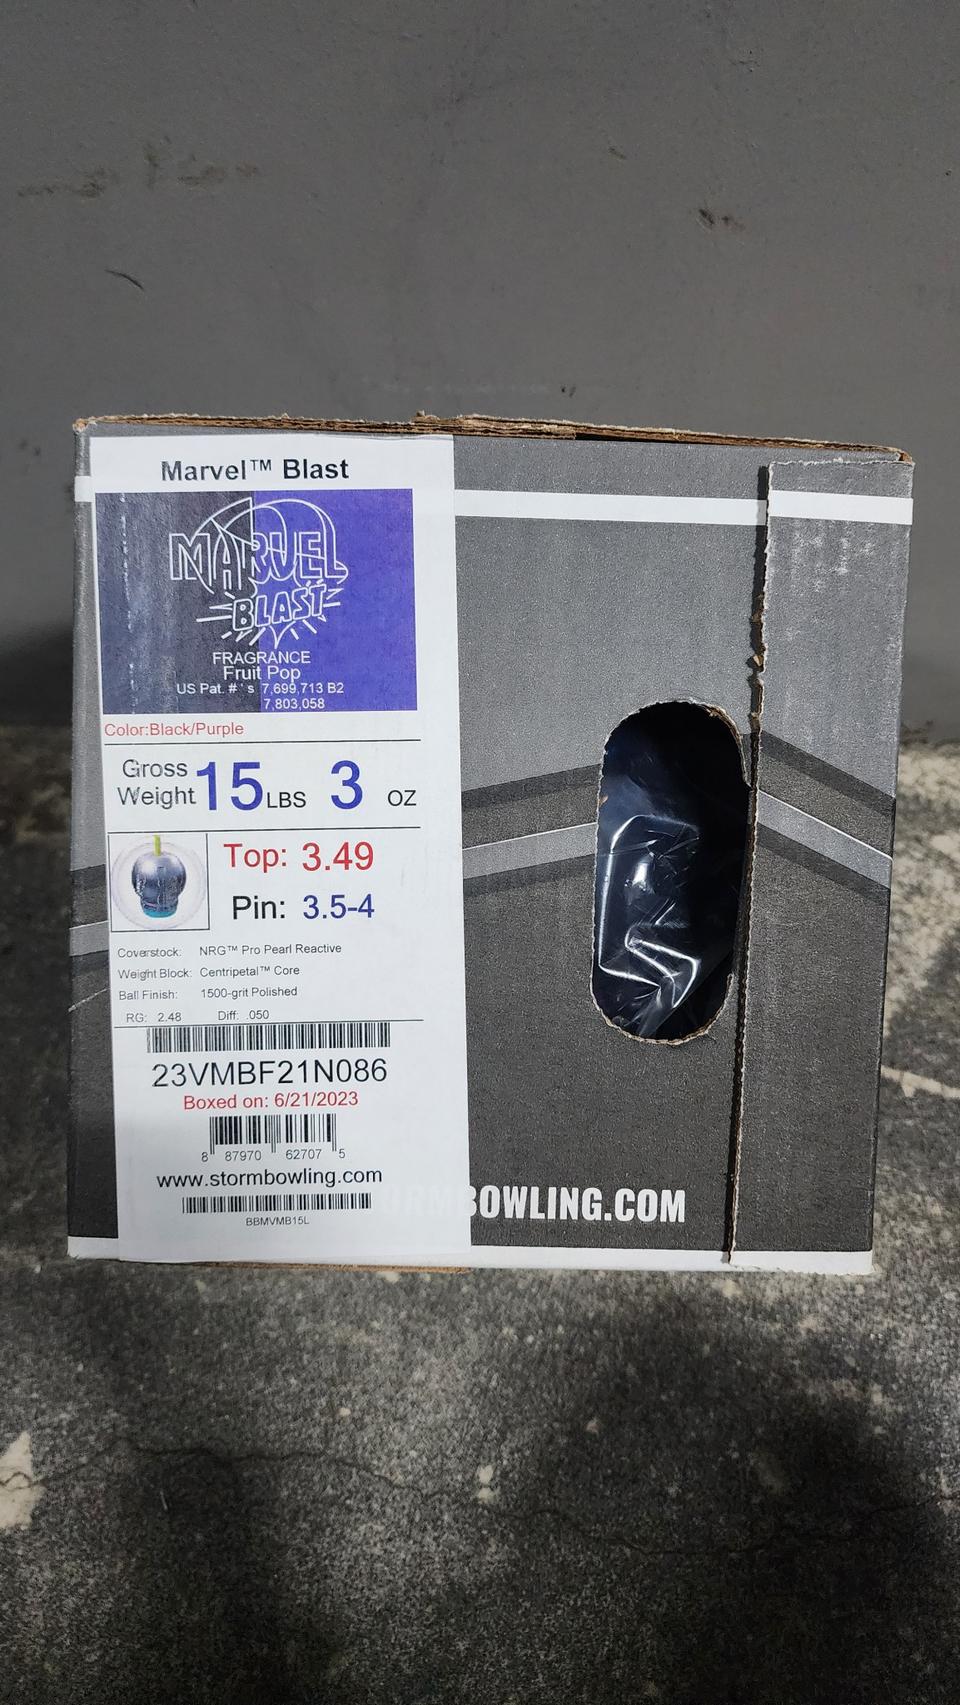 Marvel™ Blast
MARVEL
BLAST
FRAGRANCE
Fruit Pop
US Pat. # ' s 7,699,713 B2
7,803,058
Color:Black/Purple
Gross Weight 15 LBS 3 OZ
Top: 3.49
Pin: 3.5-4
Coverstock: NRG™ Pro Pearl Reactive
Weight Block: Centripetal™ Core
Ball Finish: 1500-grit Polished
RG: 2.48 Diff: .050
23VMBF21N086
Boxed on: 6/21/2023
8 87970 62707 5
www.stormbowling.com
BBMVMB15L
ORMBOWLING.COM